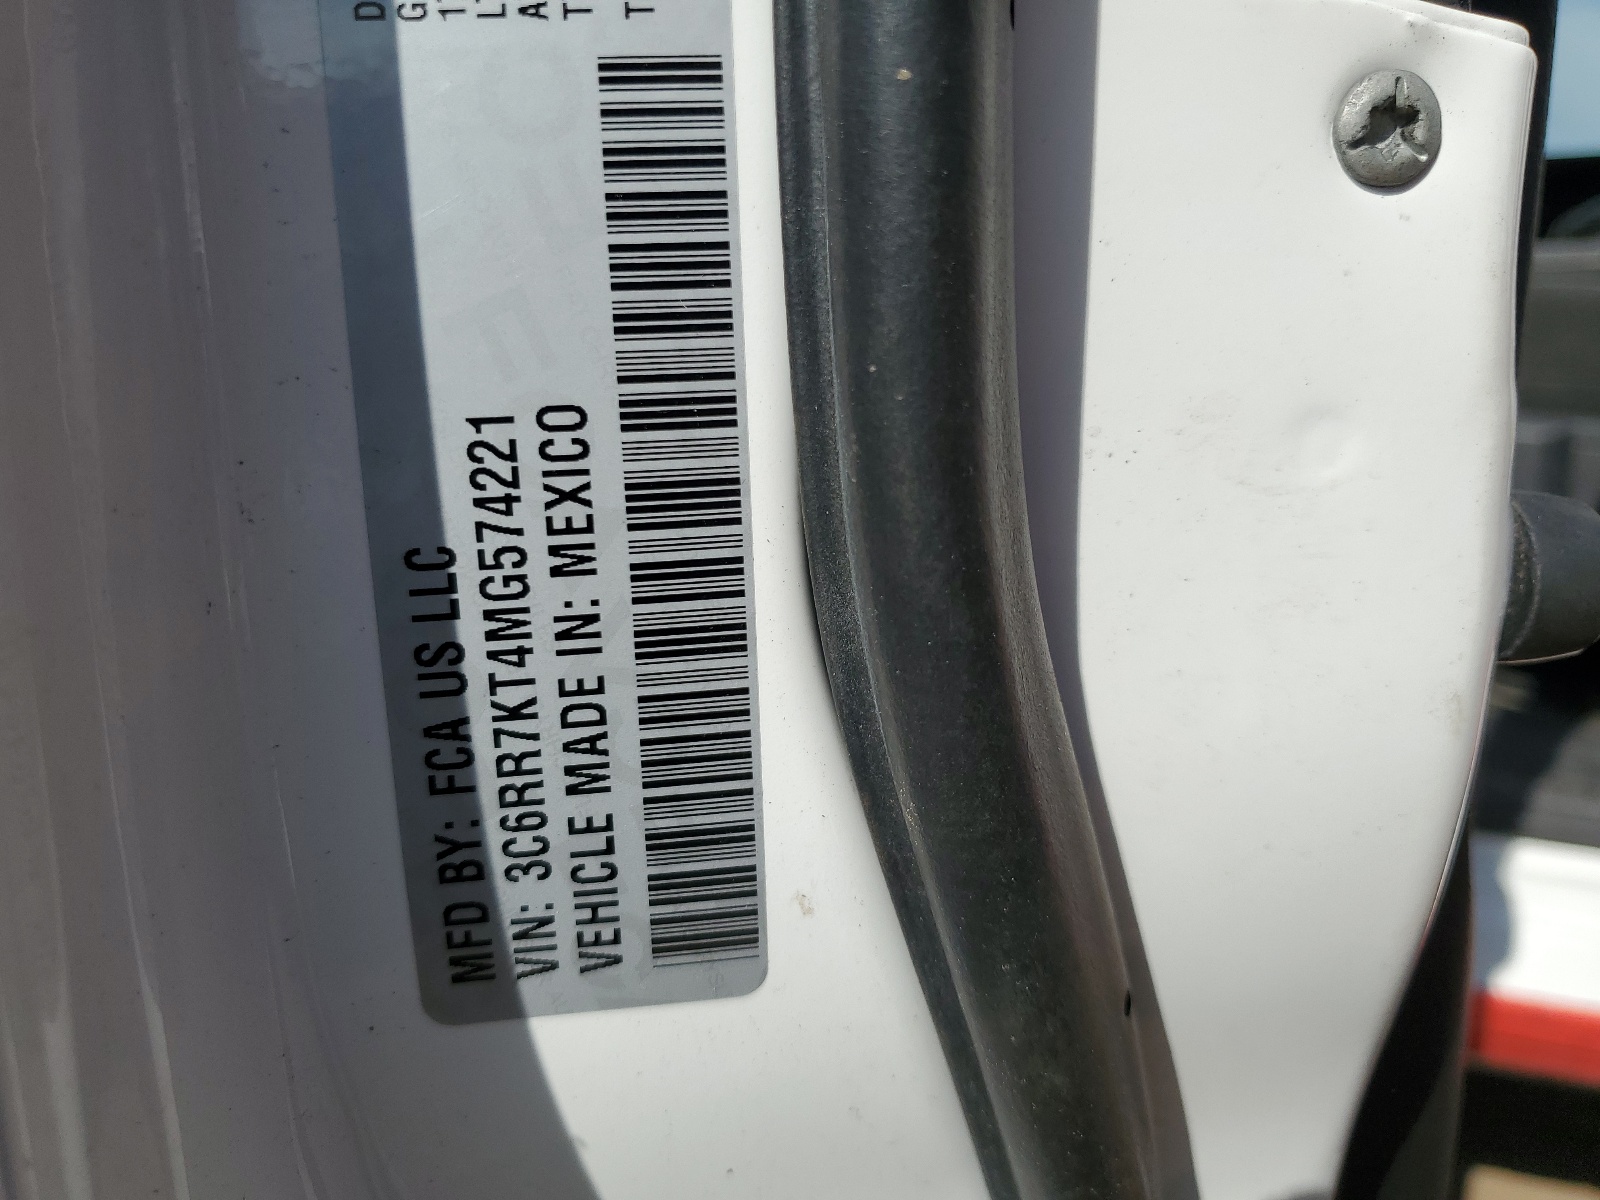 MFD BY: FCA US LLC
VIN: 3C6RR7KT4MG574221
VEHICLE MADE IN: MEXICO